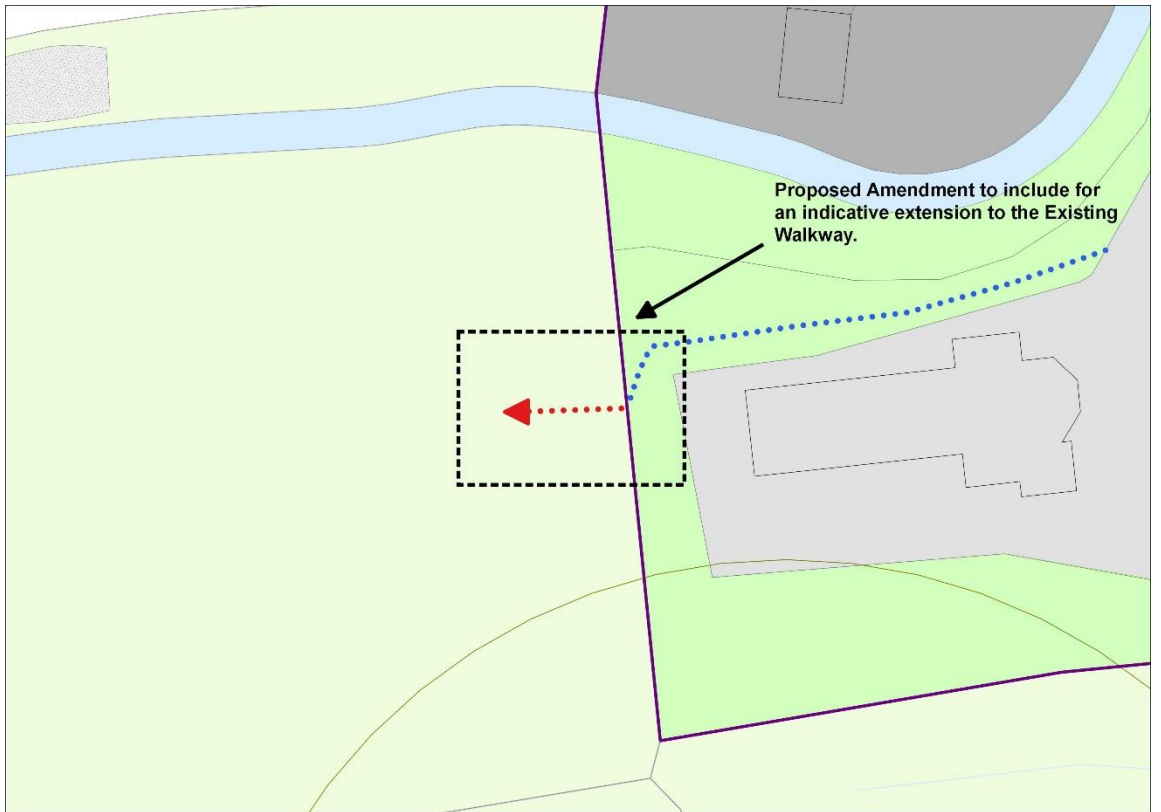 Proposed Amendment to include for
an indicative extension to the Existing
Walkway.